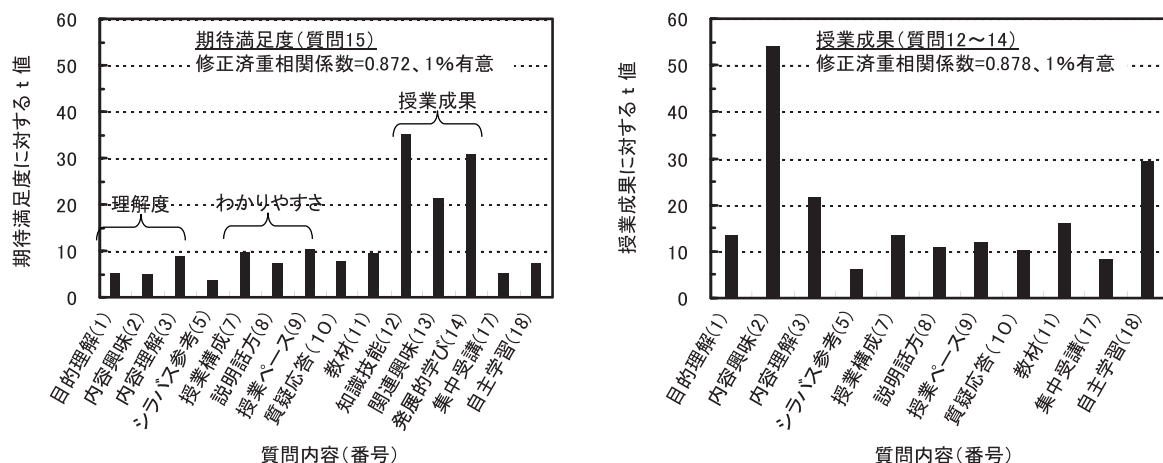 期待満足度に対するｔ値
60
50
40
30
20
10
0
期待満足度(質問15)
修正済重相関係数=0.872、1%有意
授業成果
理解度
わかりやすさ
目的理解(1)
内容興味(2)
内容理解(3)
シラバス参考(5)
授業構成(7)
説明話方(8)
授業ペース(9)
質疑応答(10)
教材(11)
知識技能(12)
関連興味(13)
発展的学び(14)
集中受講(17)
自主学習(18)
質問内容(番号)
授業成果に対するｔ値
60
50
40
30
20
10
0
授業成果(質問12～14)
修正済重相関係数=0.878、1%有意
目的理解(1)
内容興味(2)
内容理解(3)
シラバス参考(5)
授業構成(7)
説明話方(8)
授業ペース(9)
質疑応答(10)
教材(11)
集中受講(17)
自主学習(18)
質問内容(番号)